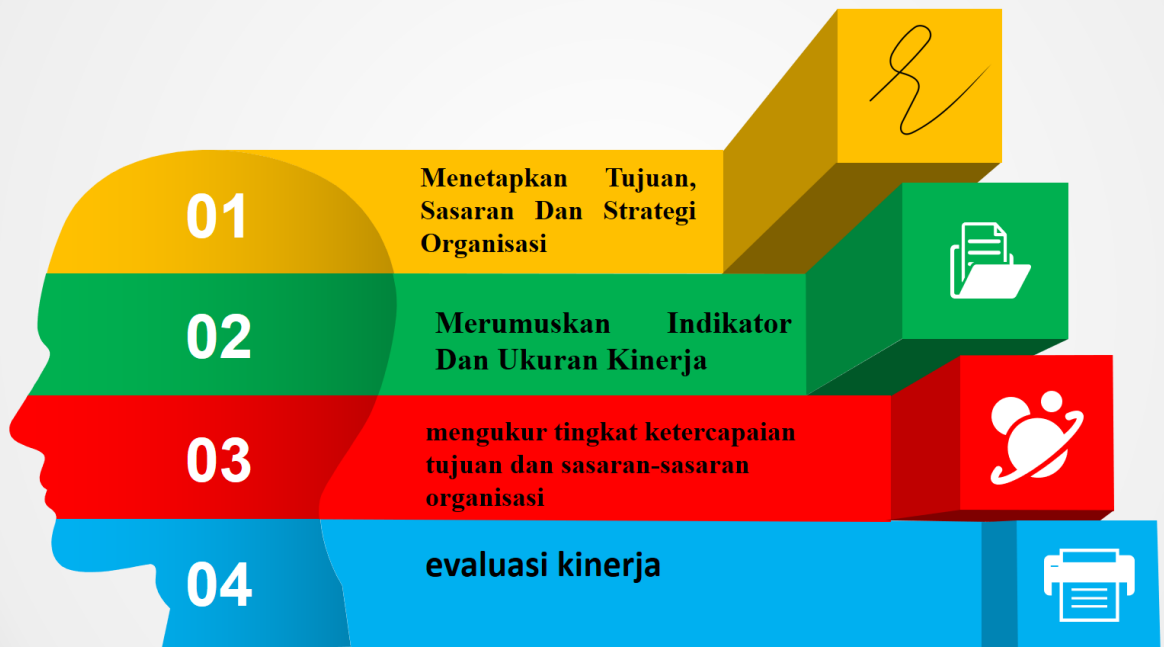 01
Menetapkan Tujuan,
Sasaran Dan Strategi
Organisasi
02
Merumuskan Indikator
Dan Ukuran Kinerja
03
mengukur tingkat ketercapaian
tujuan dan sasaran-sasaran
organisasi
04
evaluasi kinerja